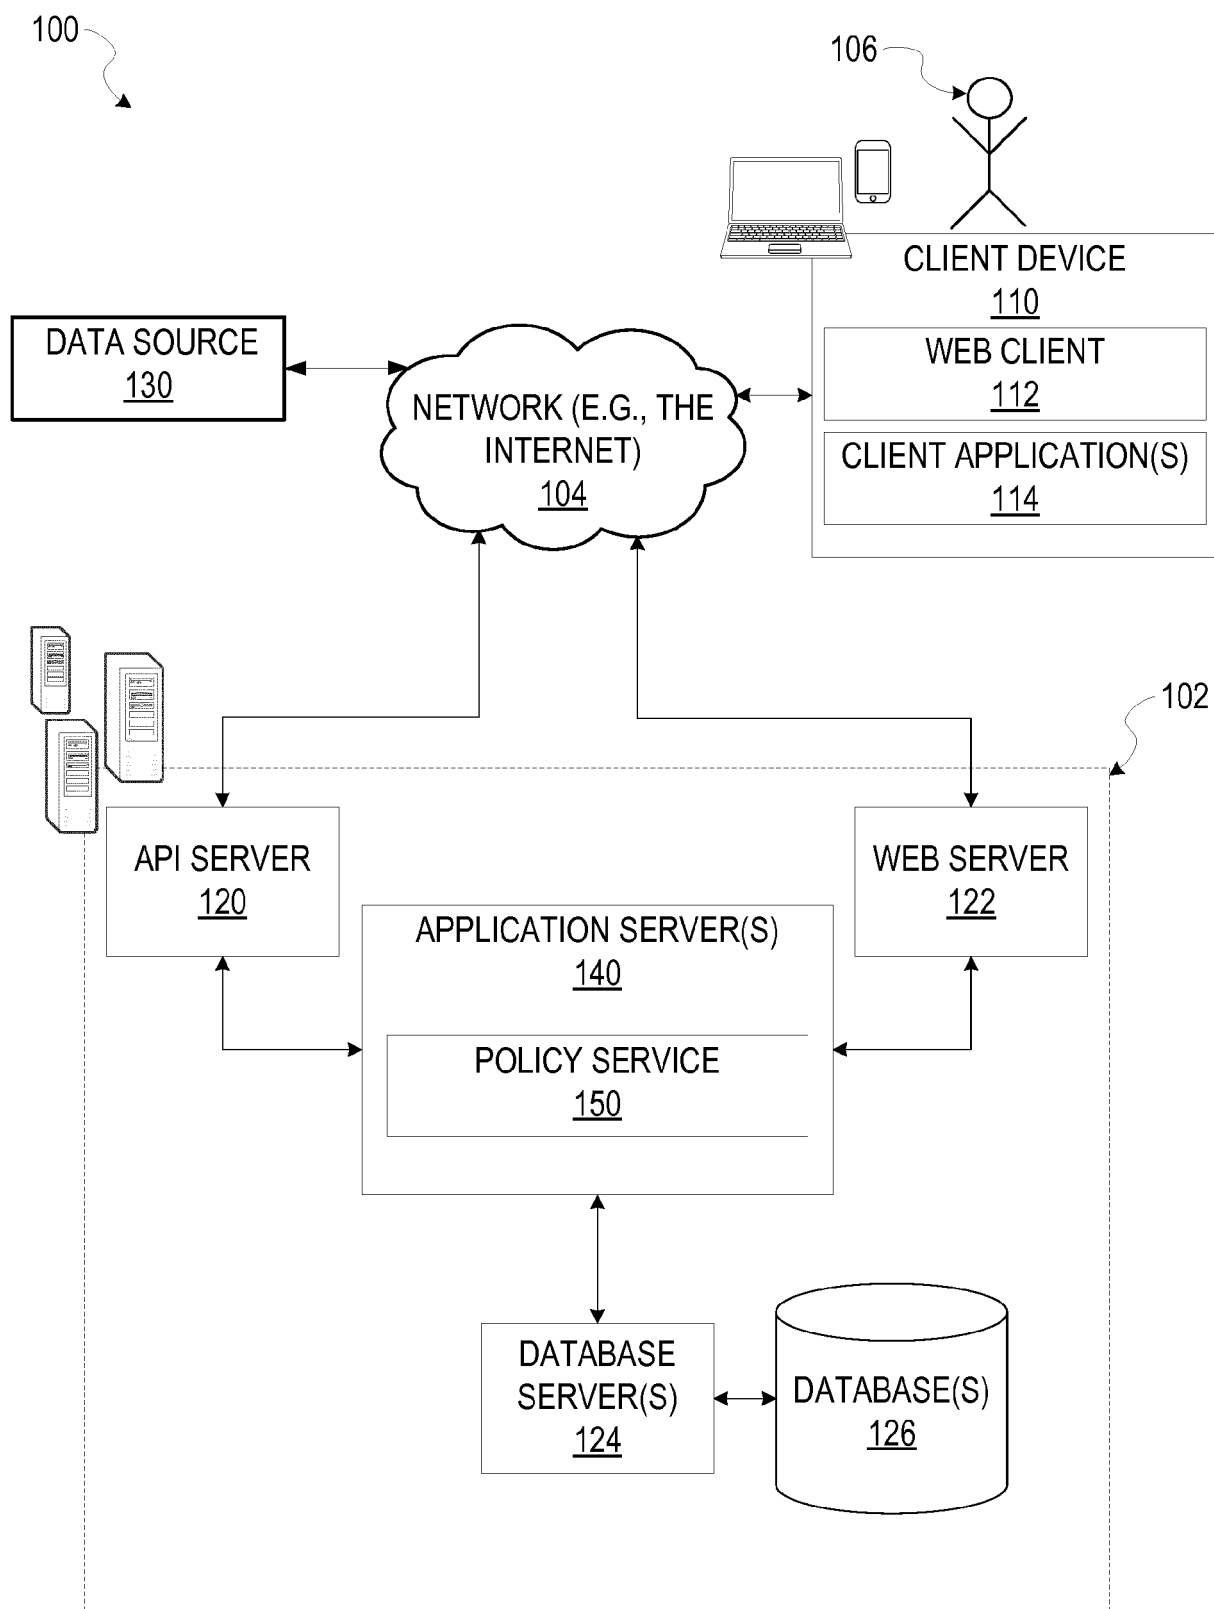 100
106
CLIENT DEVICE
110
WEB CLIENT
112
CLIENT APPLICATION(S)
114
DATA SOURCE
130
NETWORK (E.G., THE
INTERNET)
104
102
API SERVER
120
WEB SERVER
122
APPLICATION SERVER(S)
140
POLICY SERVICE
150
DATABASE
SERVER(S)
124
DATABASE(S)
126